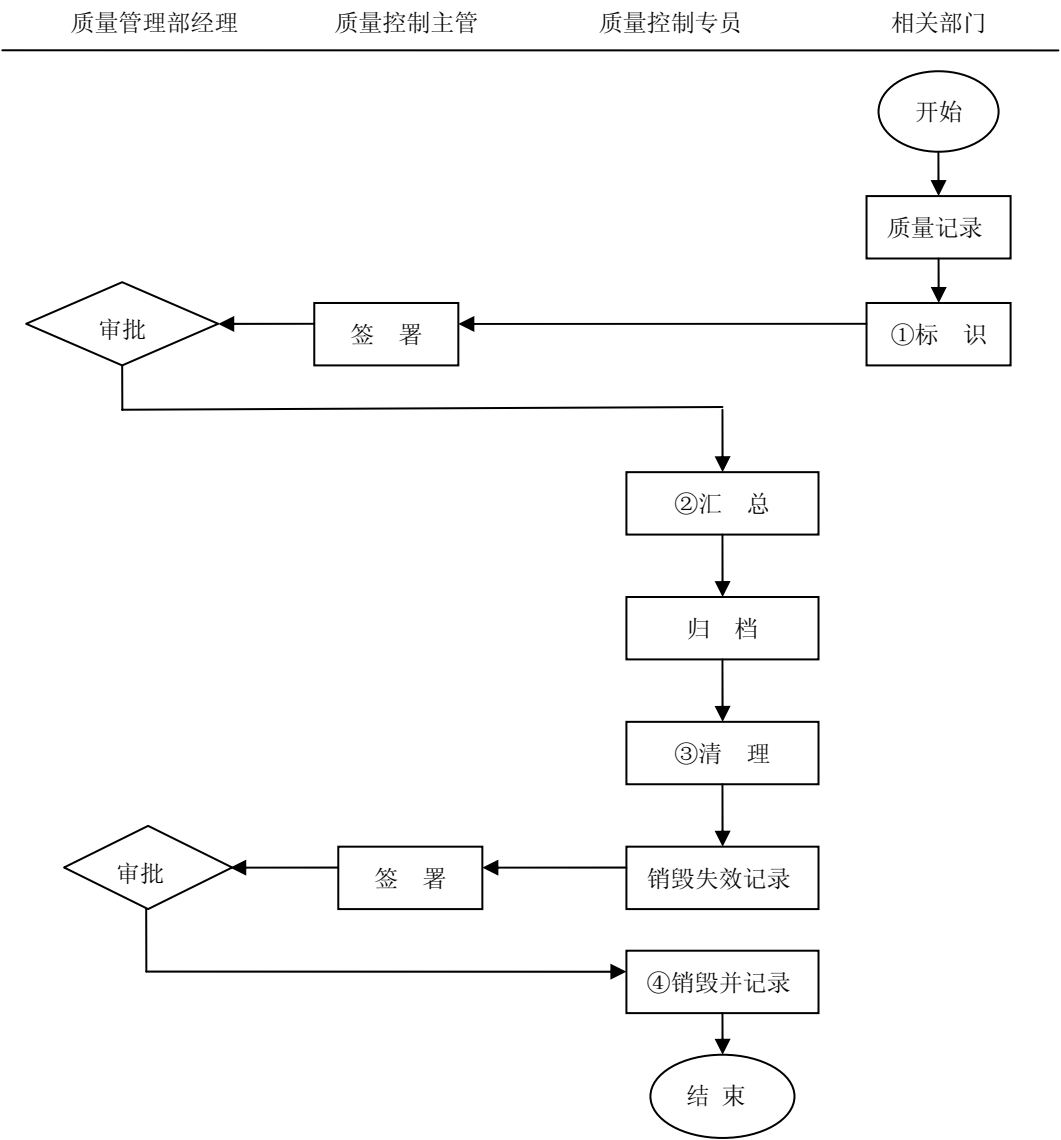 质量管理部经理 质量控制主管 质量控制专员 相关部门
开始
质量记录
审批 签 署 ①标 识
②汇 总
归 档
③清 理
审批 签 署 销毁失效记录
④销毁并记录
结 束